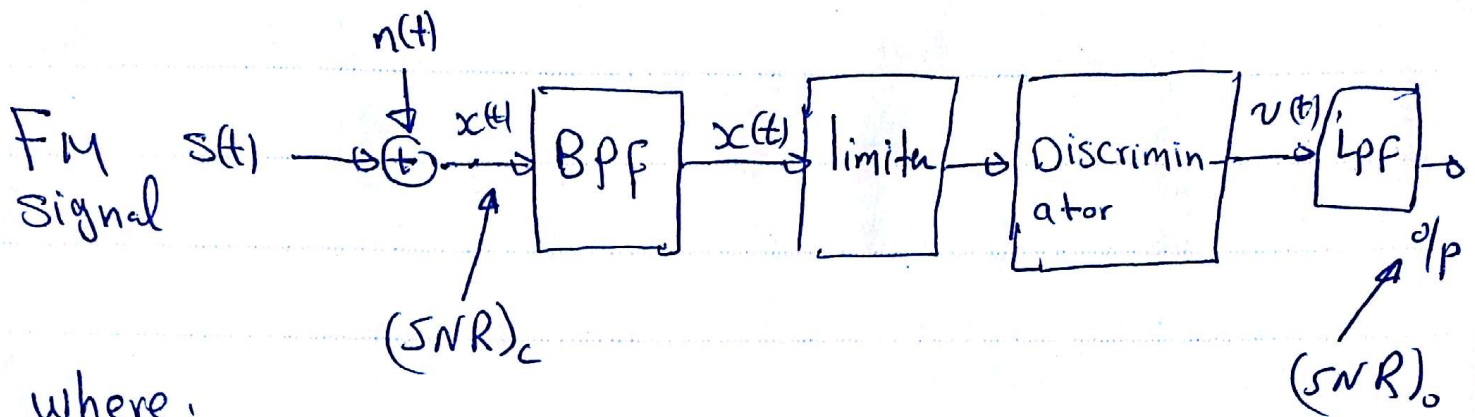 n(t)
FM s(t) x(t) BPF x(t) limiter Discrimin v(t) LPF
signal ator
o/p
(SNR)c (SNR)o
where,